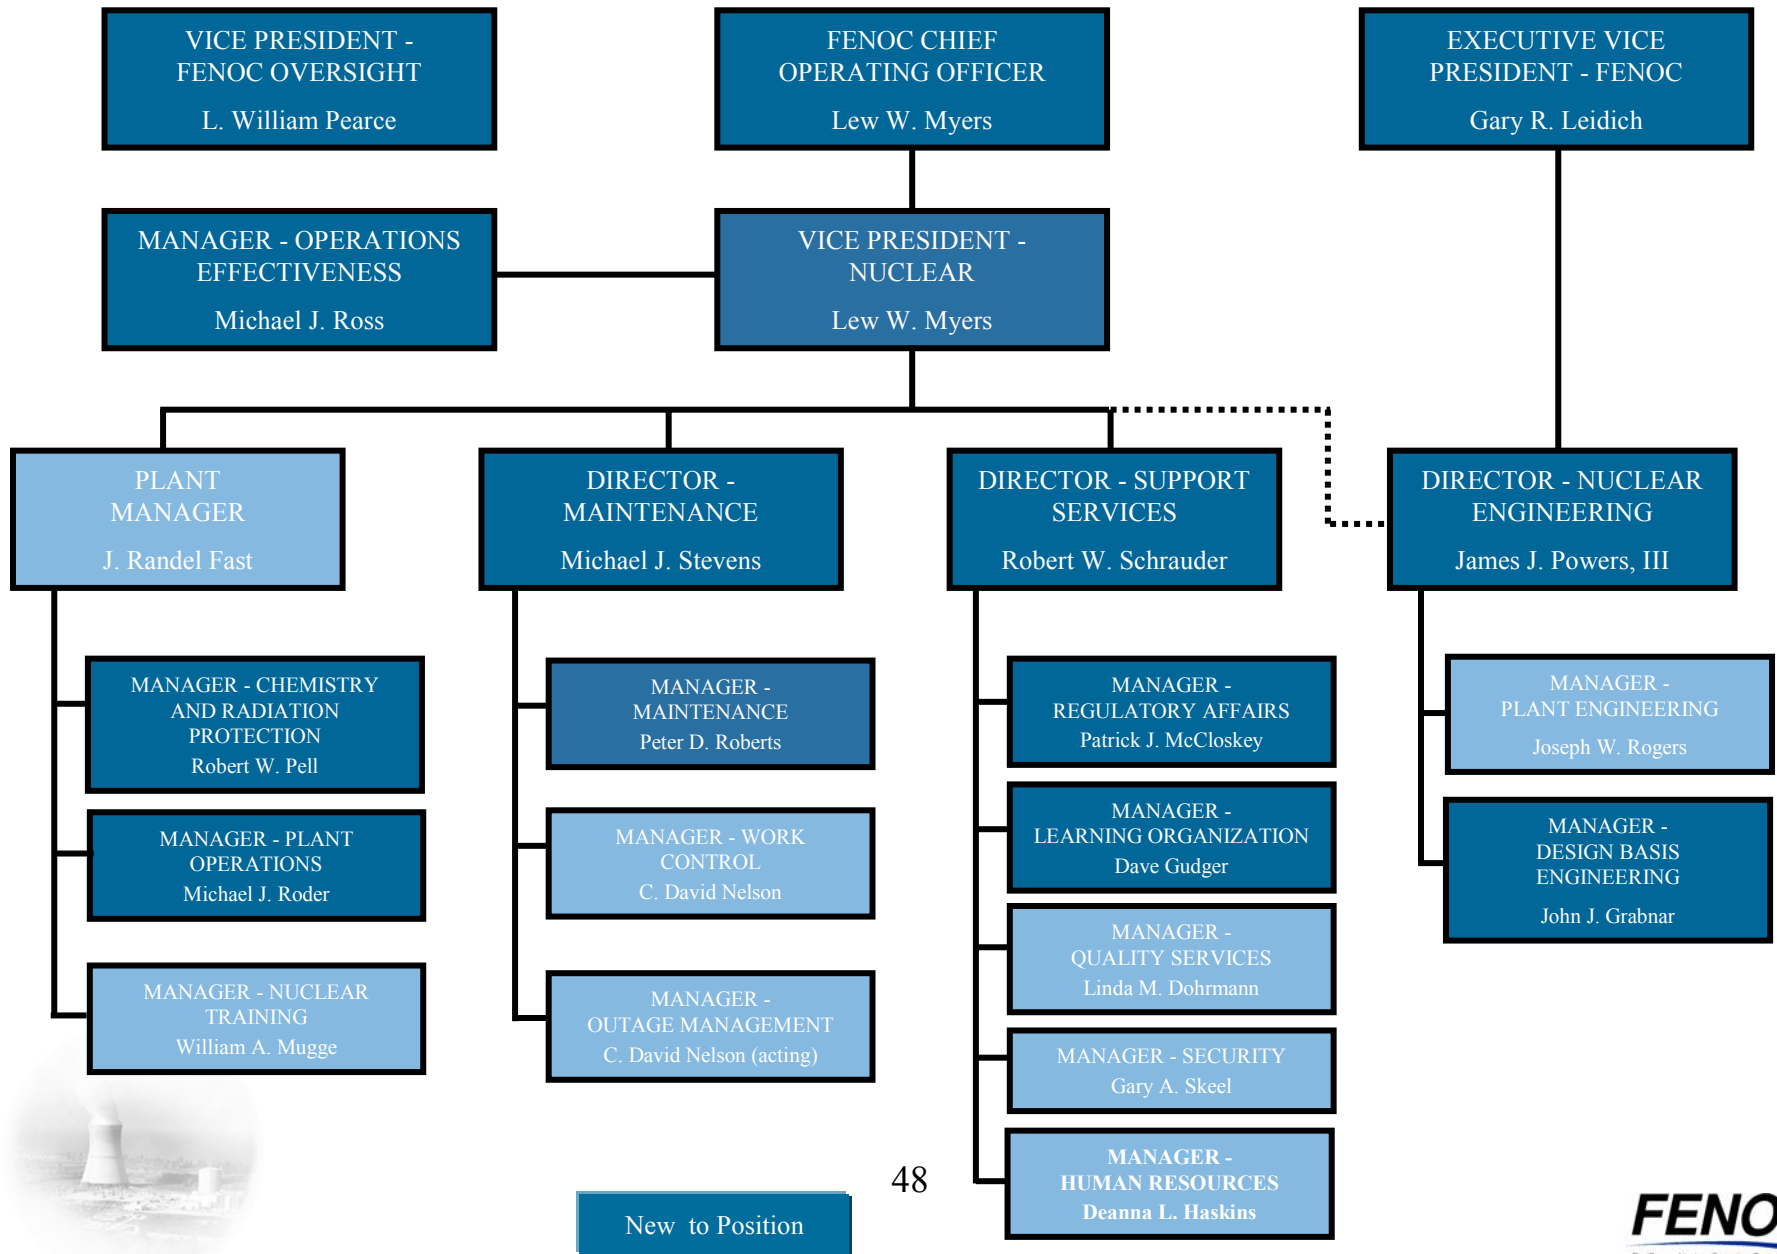 VICE PRESIDENT -
FENOC OVERSIGHT
L. William Pearce
FENOC CHIEF
OPERATING OFFICER
Lew W. Myers
EXECUTIVE VICE
PRESIDENT - FENOC
Gary R. Leidich
MANAGER - OPERATIONS
EFFECTIVENESS
Michael J. Ross
VICE PRESIDENT -
NUCLEAR
Lew W. Myers
PLANT
MANAGER
J. Randel Fast
DIRECTOR -
MAINTENANCE
Michael J. Stevens
DIRECTOR - SUPPORT
SERVICES
Robert W. Schrauder
DIRECTOR - NUCLEAR
ENGINEERING
James J. Powers, III
MANAGER - CHEMISTRY
AND RADIATION
PROTECTION
Robert W. Pell
MANAGER - PLANT
OPERATIONS
Michael J. Roder
MANAGER - NUCLEAR
TRAINING
William A. Mugge
MANAGER -
MAINTENANCE
Peter D. Roberts
MANAGER - WORK
CONTROL
C. David Nelson
MANAGER -
OUTAGE MANAGEMENT
C. David Nelson (acting)
MANAGER -
REGULATORY AFFAIRS
Patrick J. McCloskey
MANAGER -
LEARNING ORGANIZATION
Dave Gudger
MANAGER -
QUALITY SERVICES
Linda M. Dohrmann
MANAGER - SECURITY
Gary A. Skeel
MANAGER -
HUMAN RESOURCES
Deanna L. Haskins
MANAGER -
PLANT ENGINEERING
Joseph W. Rogers
MANAGER -
DESIGN BASIS
ENGINEERING
John J. Grabnar
48
New to Position
FENO